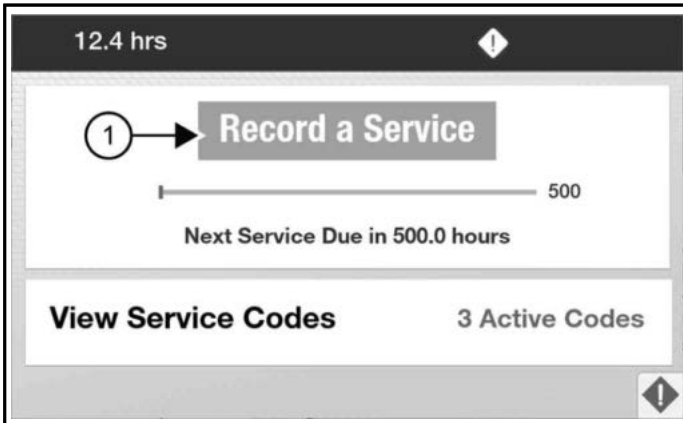 12.4 hrs
1
Record a Service
500
Next Service Due in 500.0 hours
View Service Codes
3 Active Codes